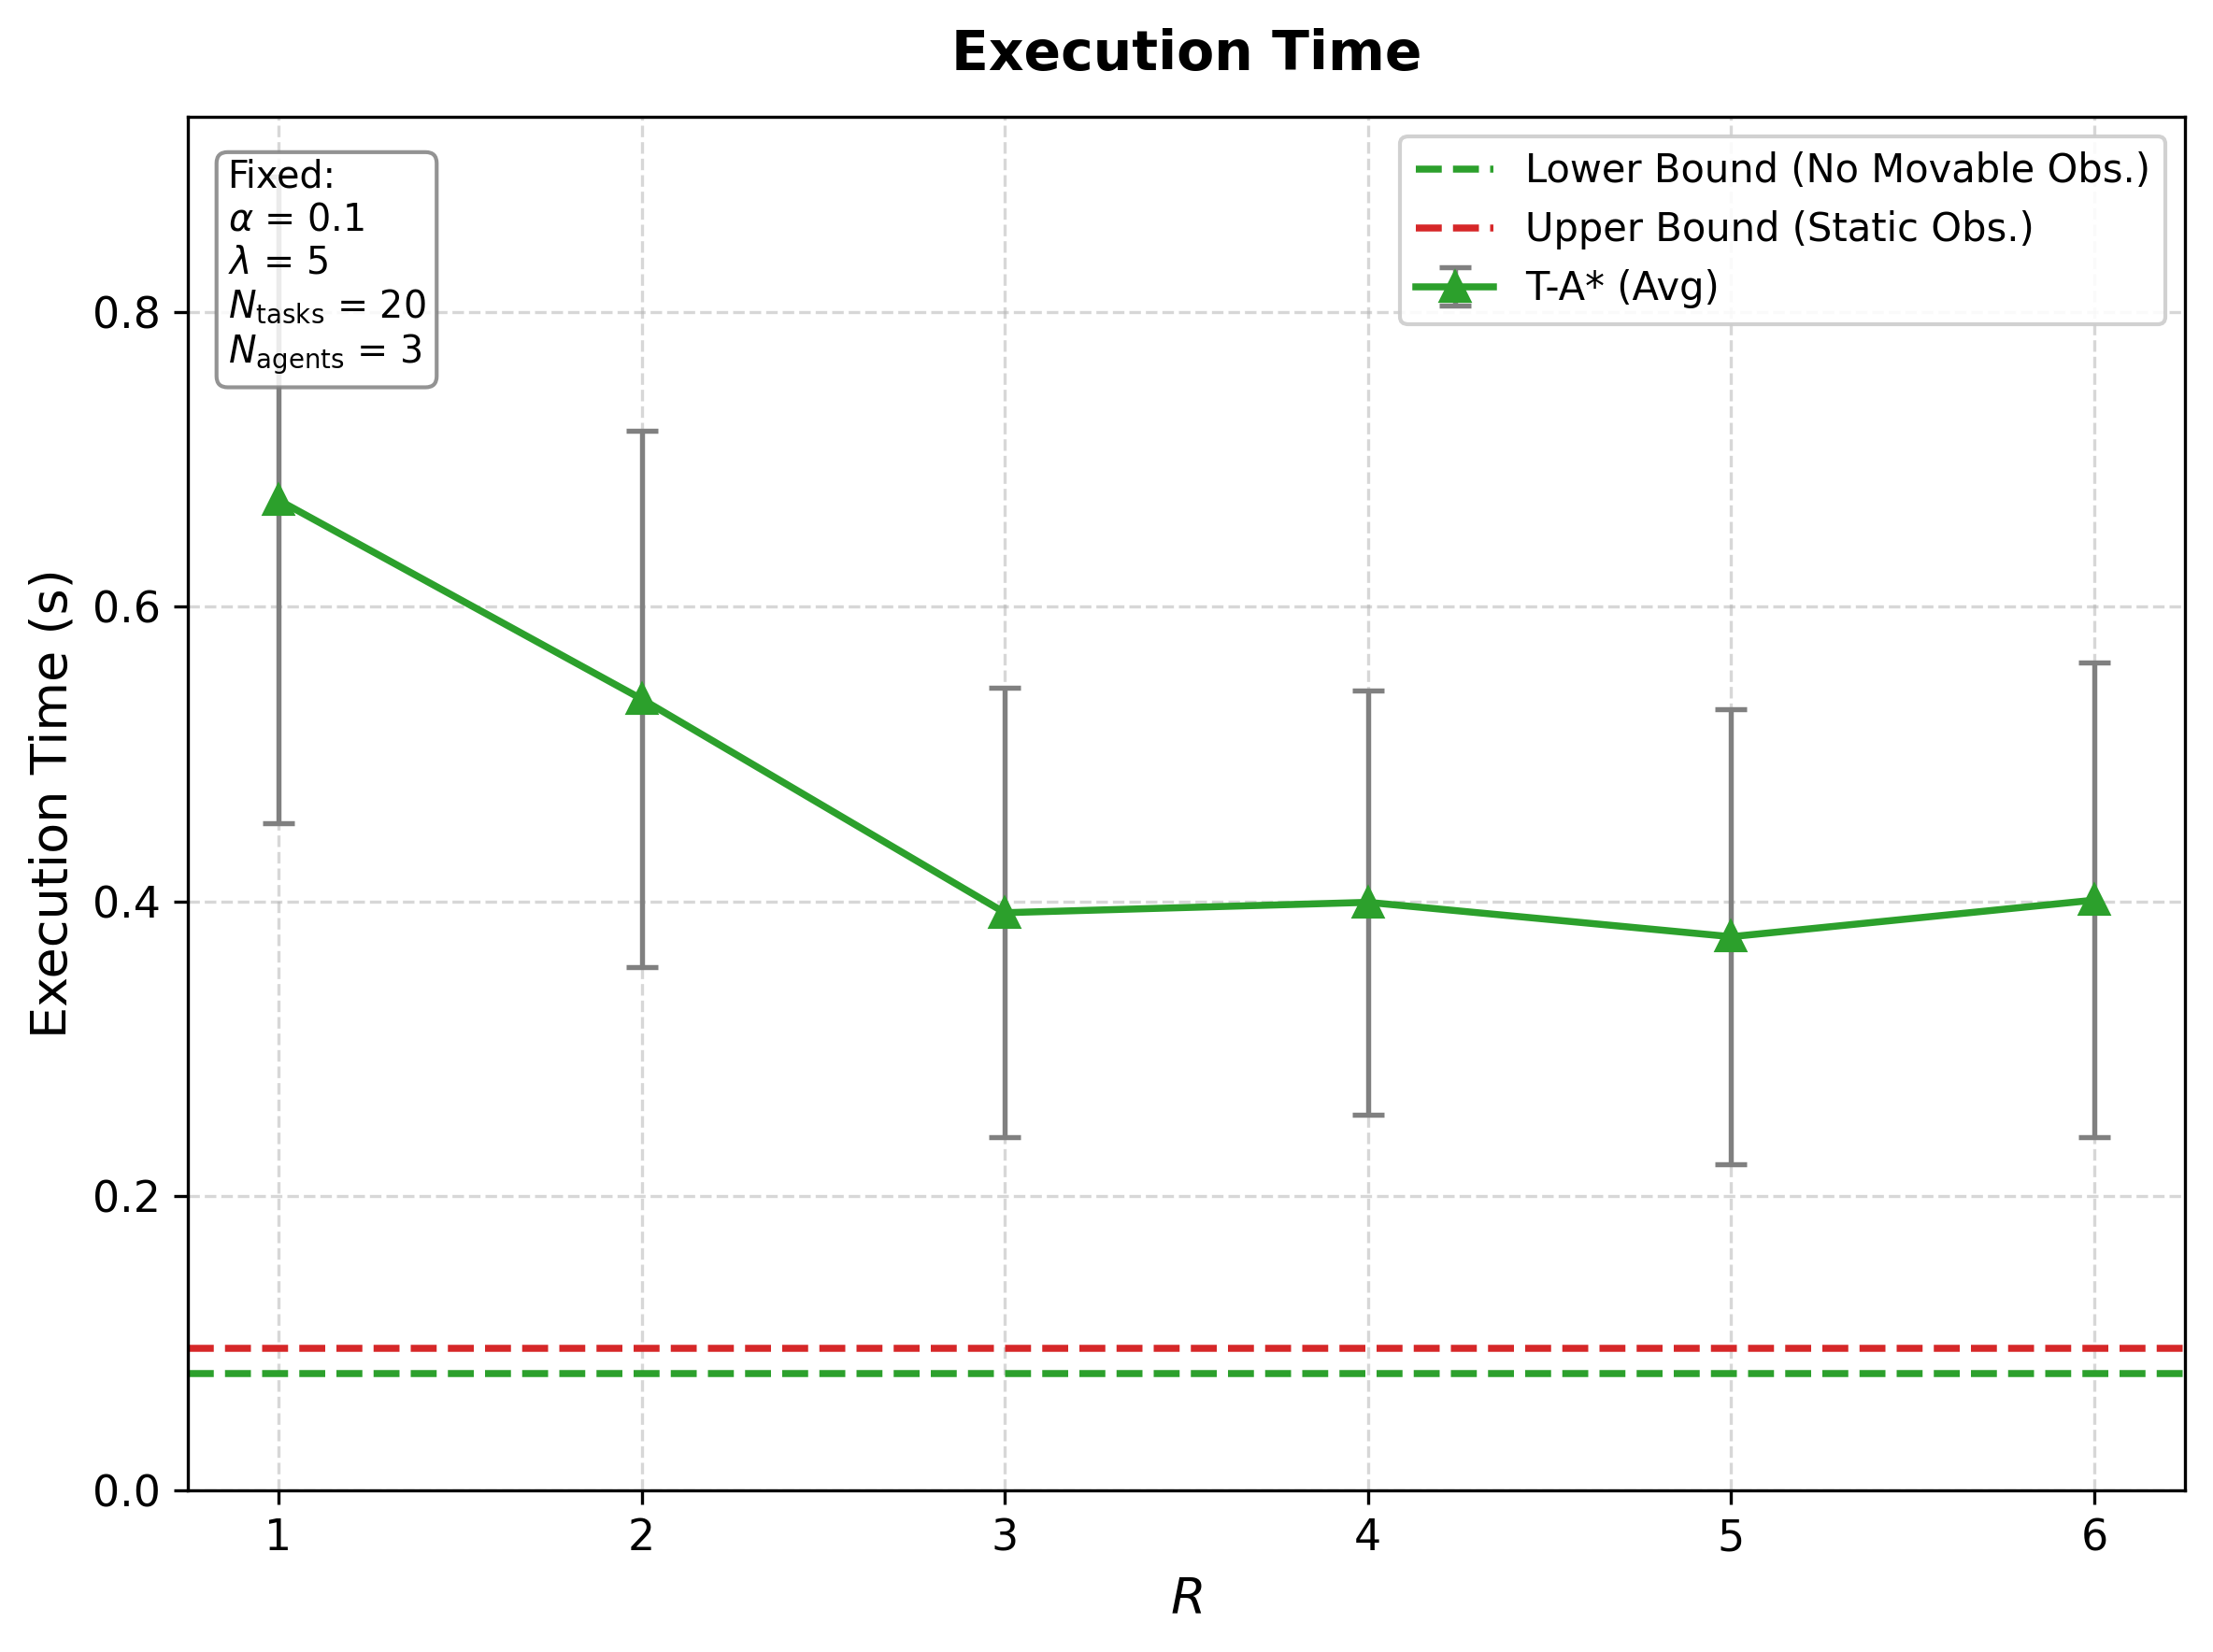 Execution Time
Fixed:
α = 0.1
λ = 5
N_tasks = 20
N_agents = 3
Lower Bound (No Movable Obs.)
Upper Bound (Static Obs.)
T-A* (Avg)
Execution Time (s)
0.8
0.6
0.4
0.2
0.0
1 2 3 4 5 6
R